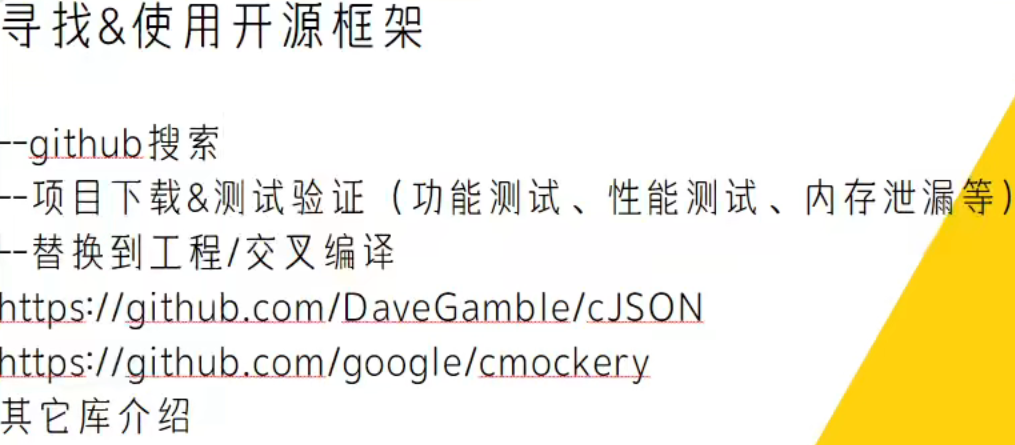 寻找&使用开源框架
--github搜索
--项目下载&测试验证（功能测试、性能测试、内存泄漏等）
--替换到工程/交叉编译
https://github.com/DaveGamble/cJSON
https://github.com/google/cmockery
其它库介绍